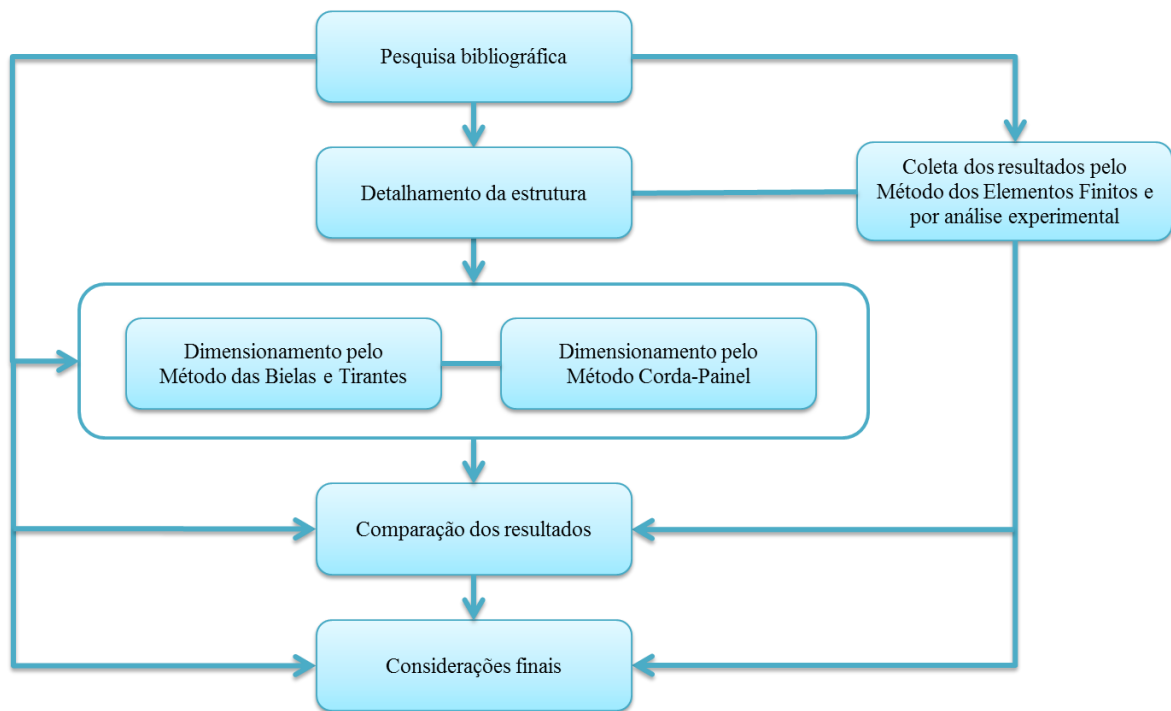 Pesquisa bibliográfica
Detalhamento da estrutura
Coleta dos resultados pelo
Método dos Elementos Finitos e
por análise experimental
Dimensionamento pelo
Método das Bielas e Tirantes
Dimensionamento pelo
Método Corda-Painel
Comparação dos resultados
Considerações finais